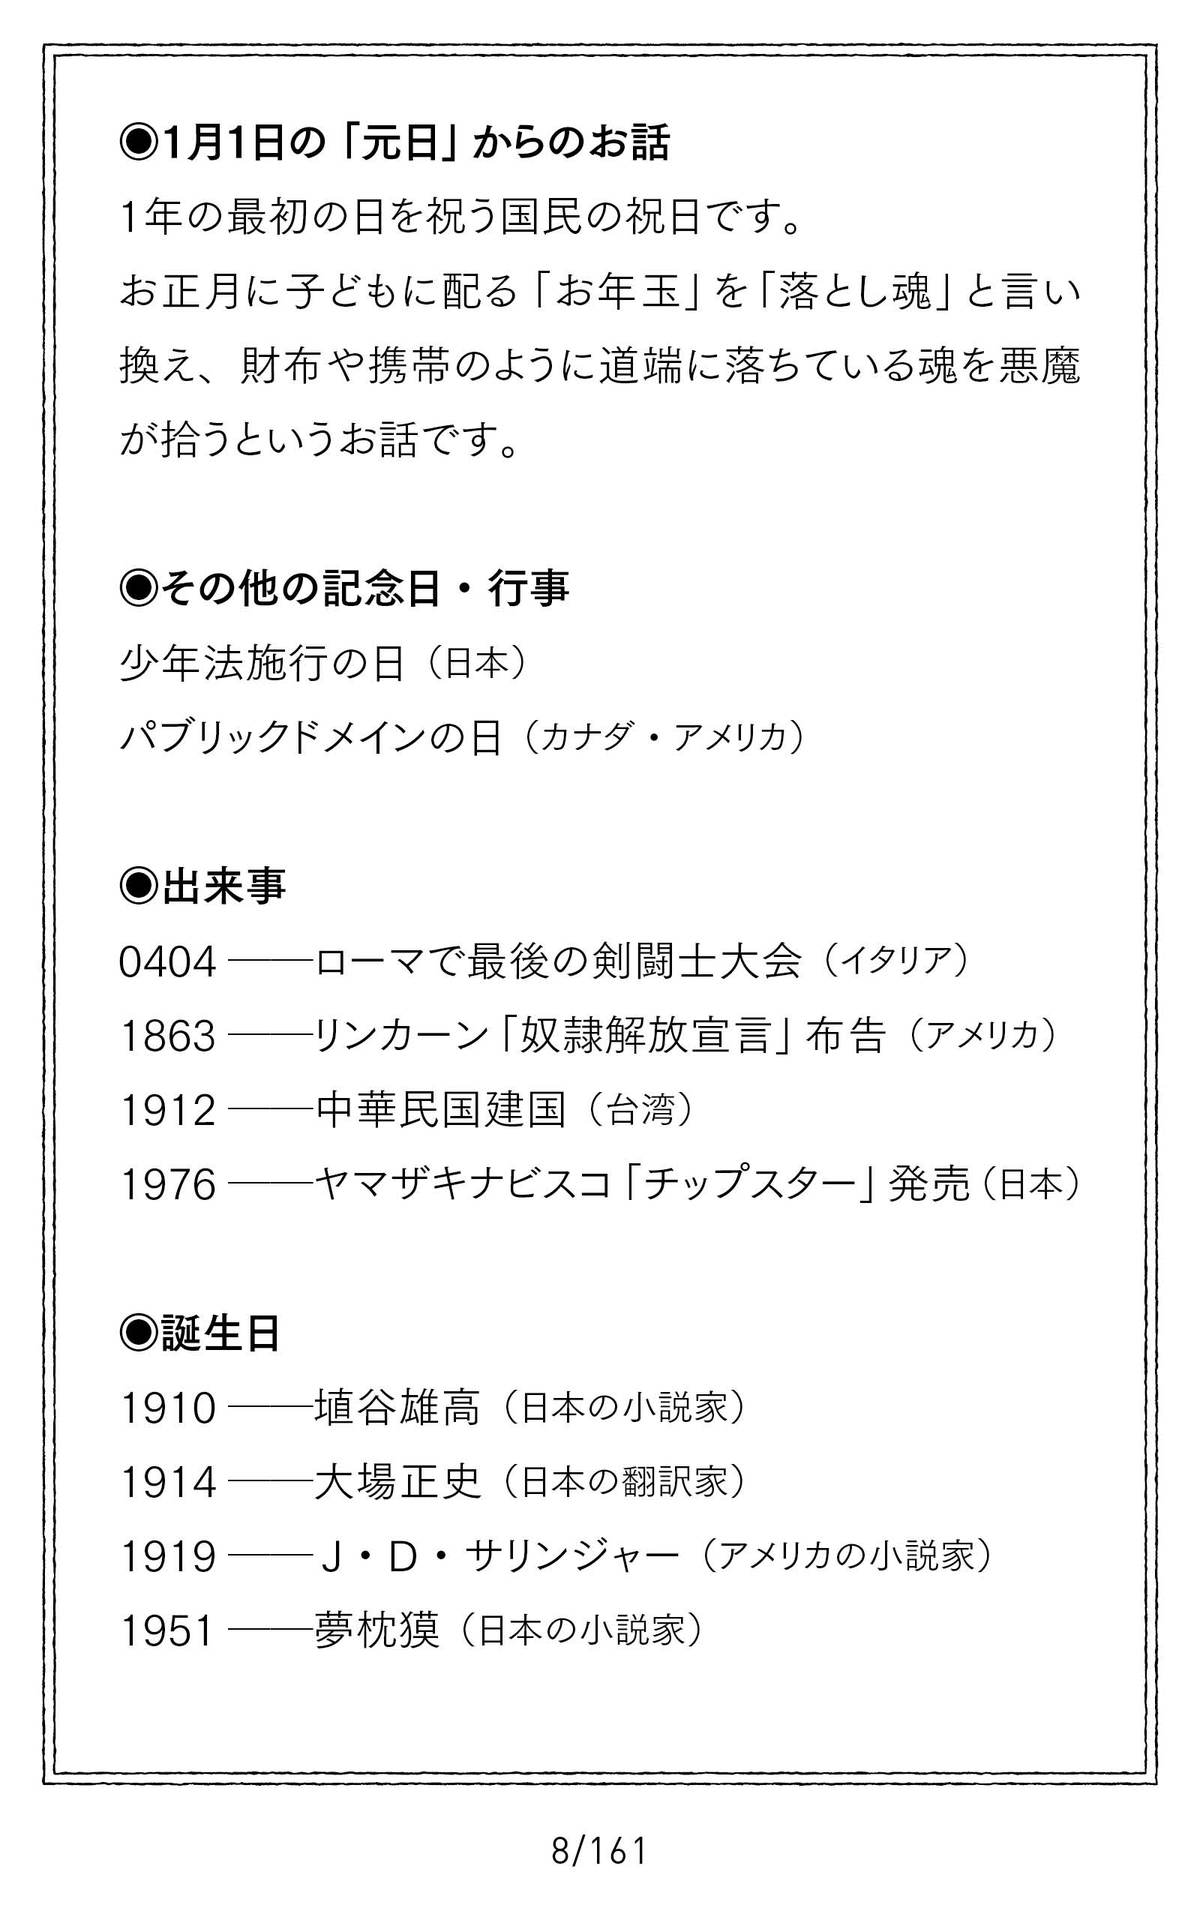 ◉1月1日の「元日」からのお話
1年の最初の日を祝う国民の祝日です。
お正月に子どもに配る「お年玉」を「落とし魂」と言い
換え、財布や携帯のように道端に落ちている魂を悪魔
が拾うというお話です。
◉その他の記念日・行事
少年法施行の日（日本）
パブリックドメインの日（カナダ・アメリカ）
◉出来事
0404 ――ローマで最後の剣闘士大会（イタリア）
1863 ――リンカーン「奴隷解放宣言」布告（アメリカ）
1912 ――中華民国建国（台湾）
1976 ――ヤマザキナビスコ「チップスター」発売（日本）
◉誕生日
1910 ――埴谷雄高（日本の小説家）
1914 ――大場正史（日本の翻訳家）
1919 ――J・D・サリンジャー（アメリカの小説家）
1951 ――夢枕獏（日本の小説家）
8/161